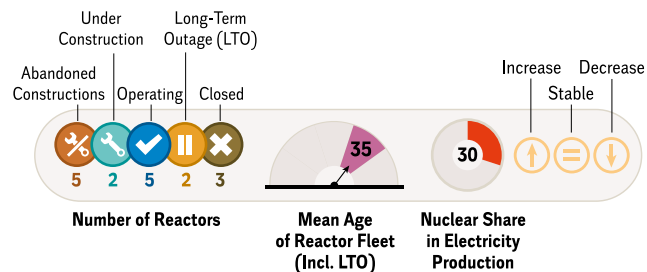 Under
Construction
Long-Term
Outage (LTO)
Abandoned
Constructions
Operating
Closed
Increase
Decrease
Stable
5 2 5 2 3
35
30
Number of Reactors
Mean Age
of Reactor Fleet
(Incl. LTO)
Nuclear Share
in Electricity
Production